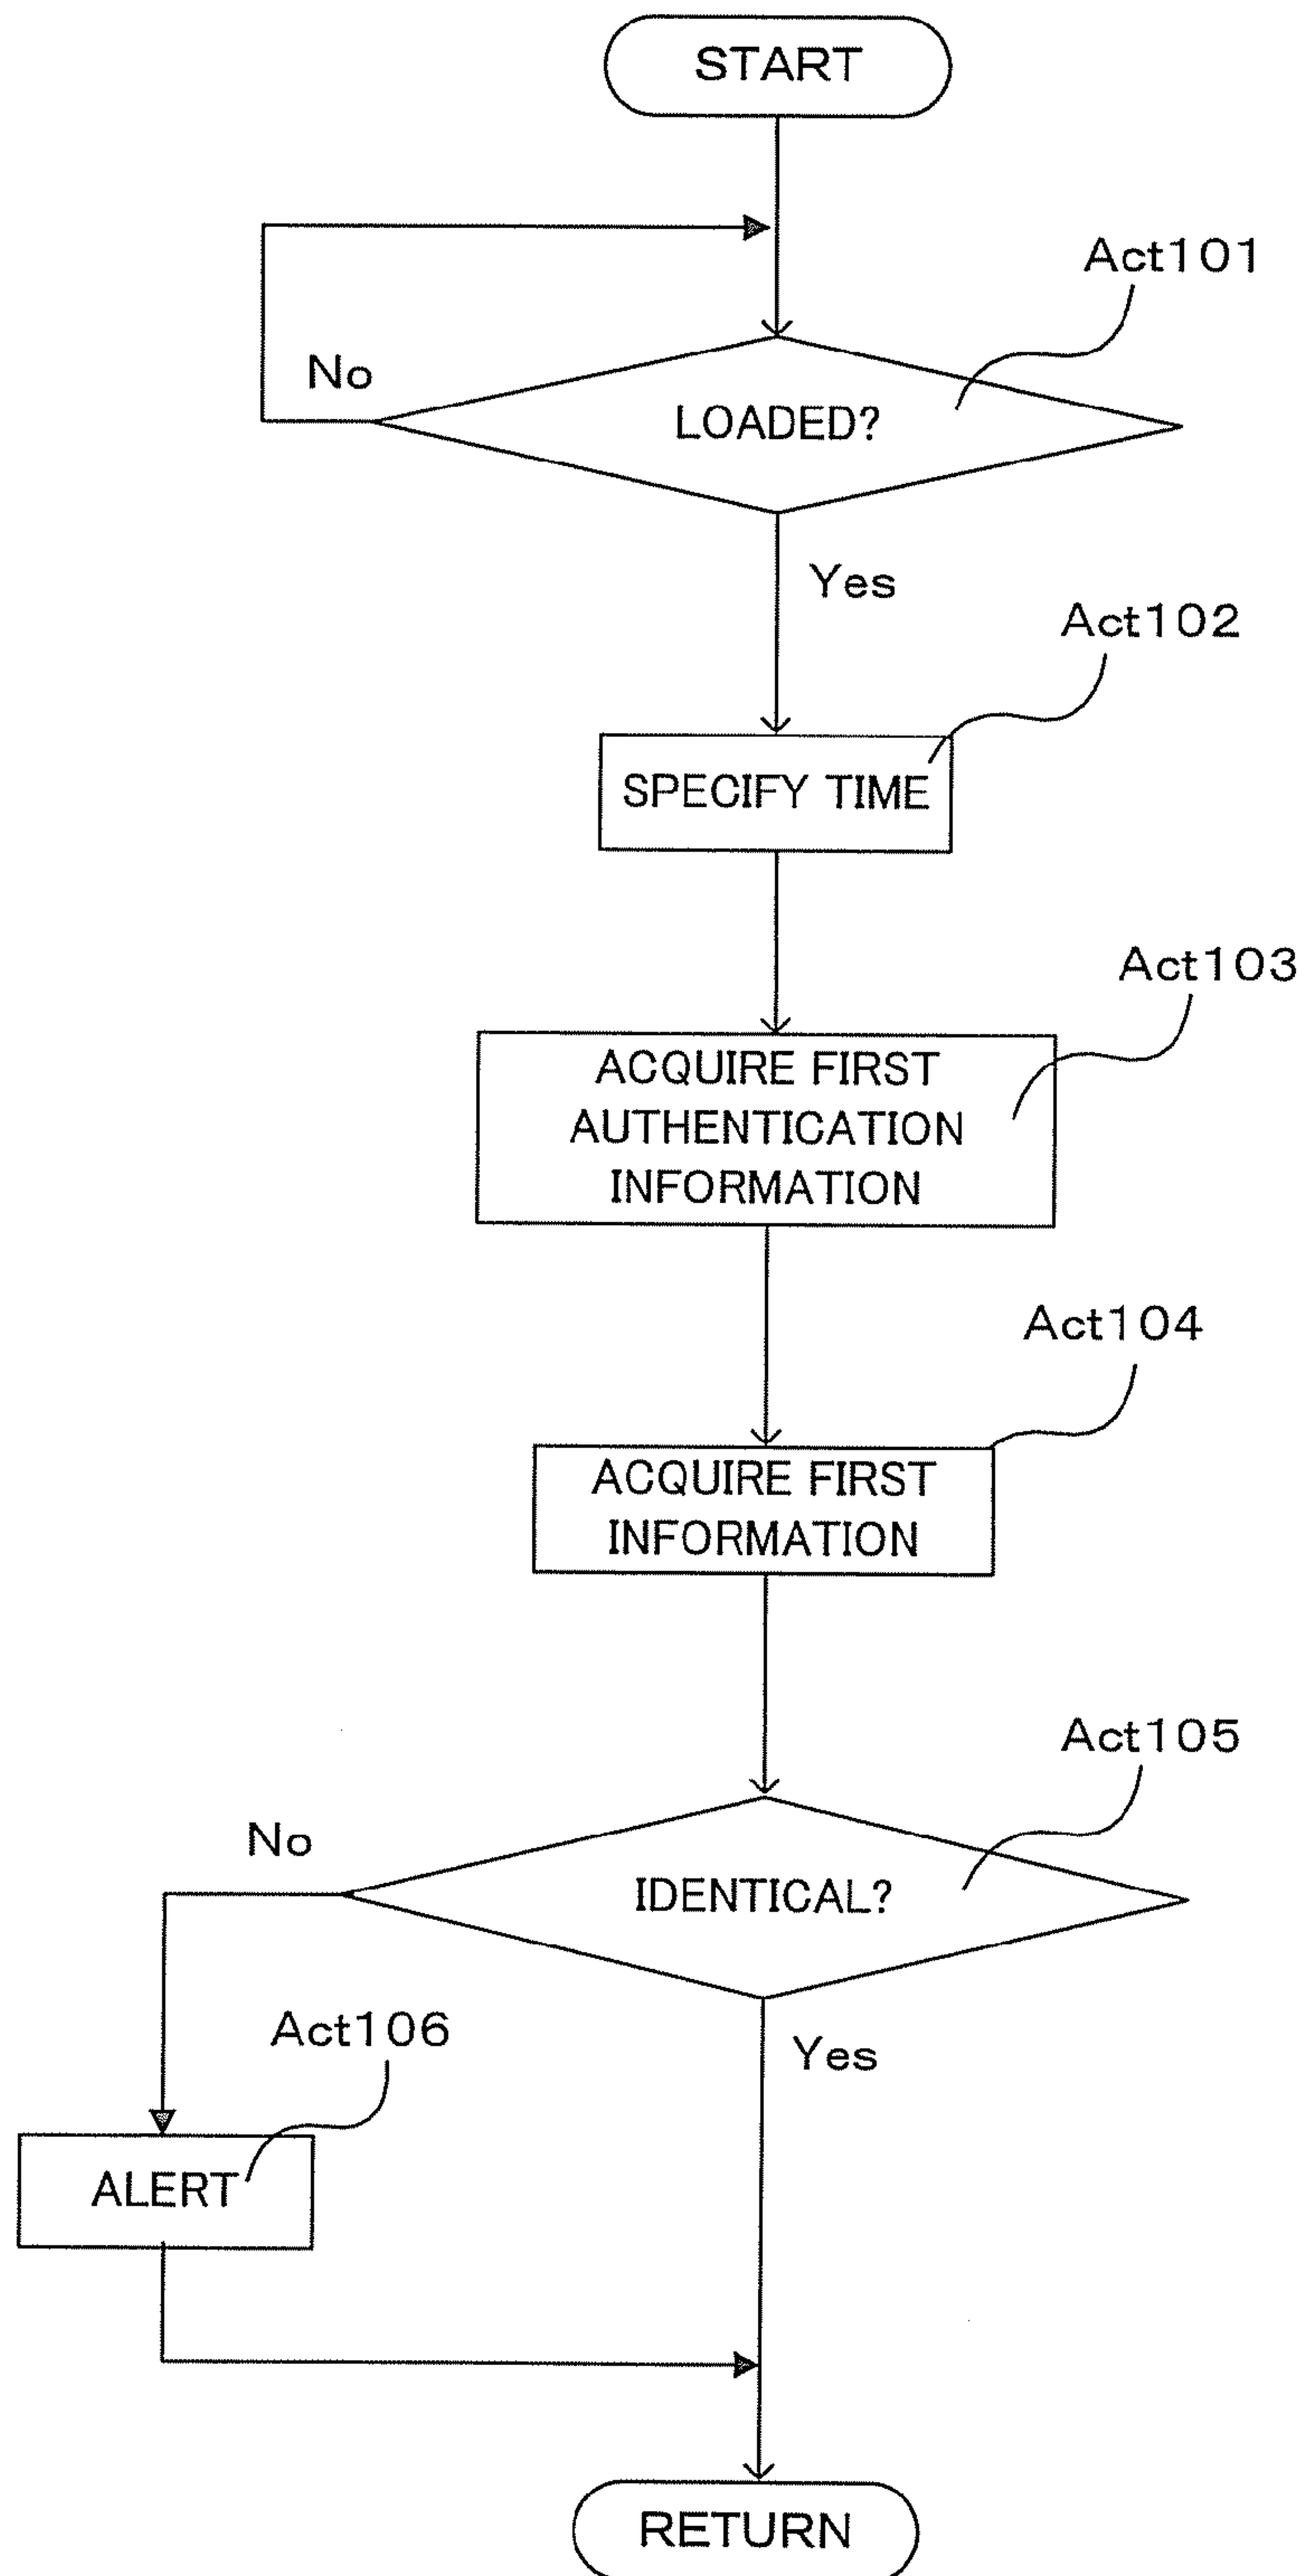 START
Act101
No
LOADED?
Yes
Act102
SPECIFY TIME
Act103
ACQUIRE FIRST
AUTHENTICATION
INFORMATION
Act104
ACQUIRE FIRST
INFORMATION
Act105
No
IDENTICAL?
Act106
Yes
ALERT
RETURN